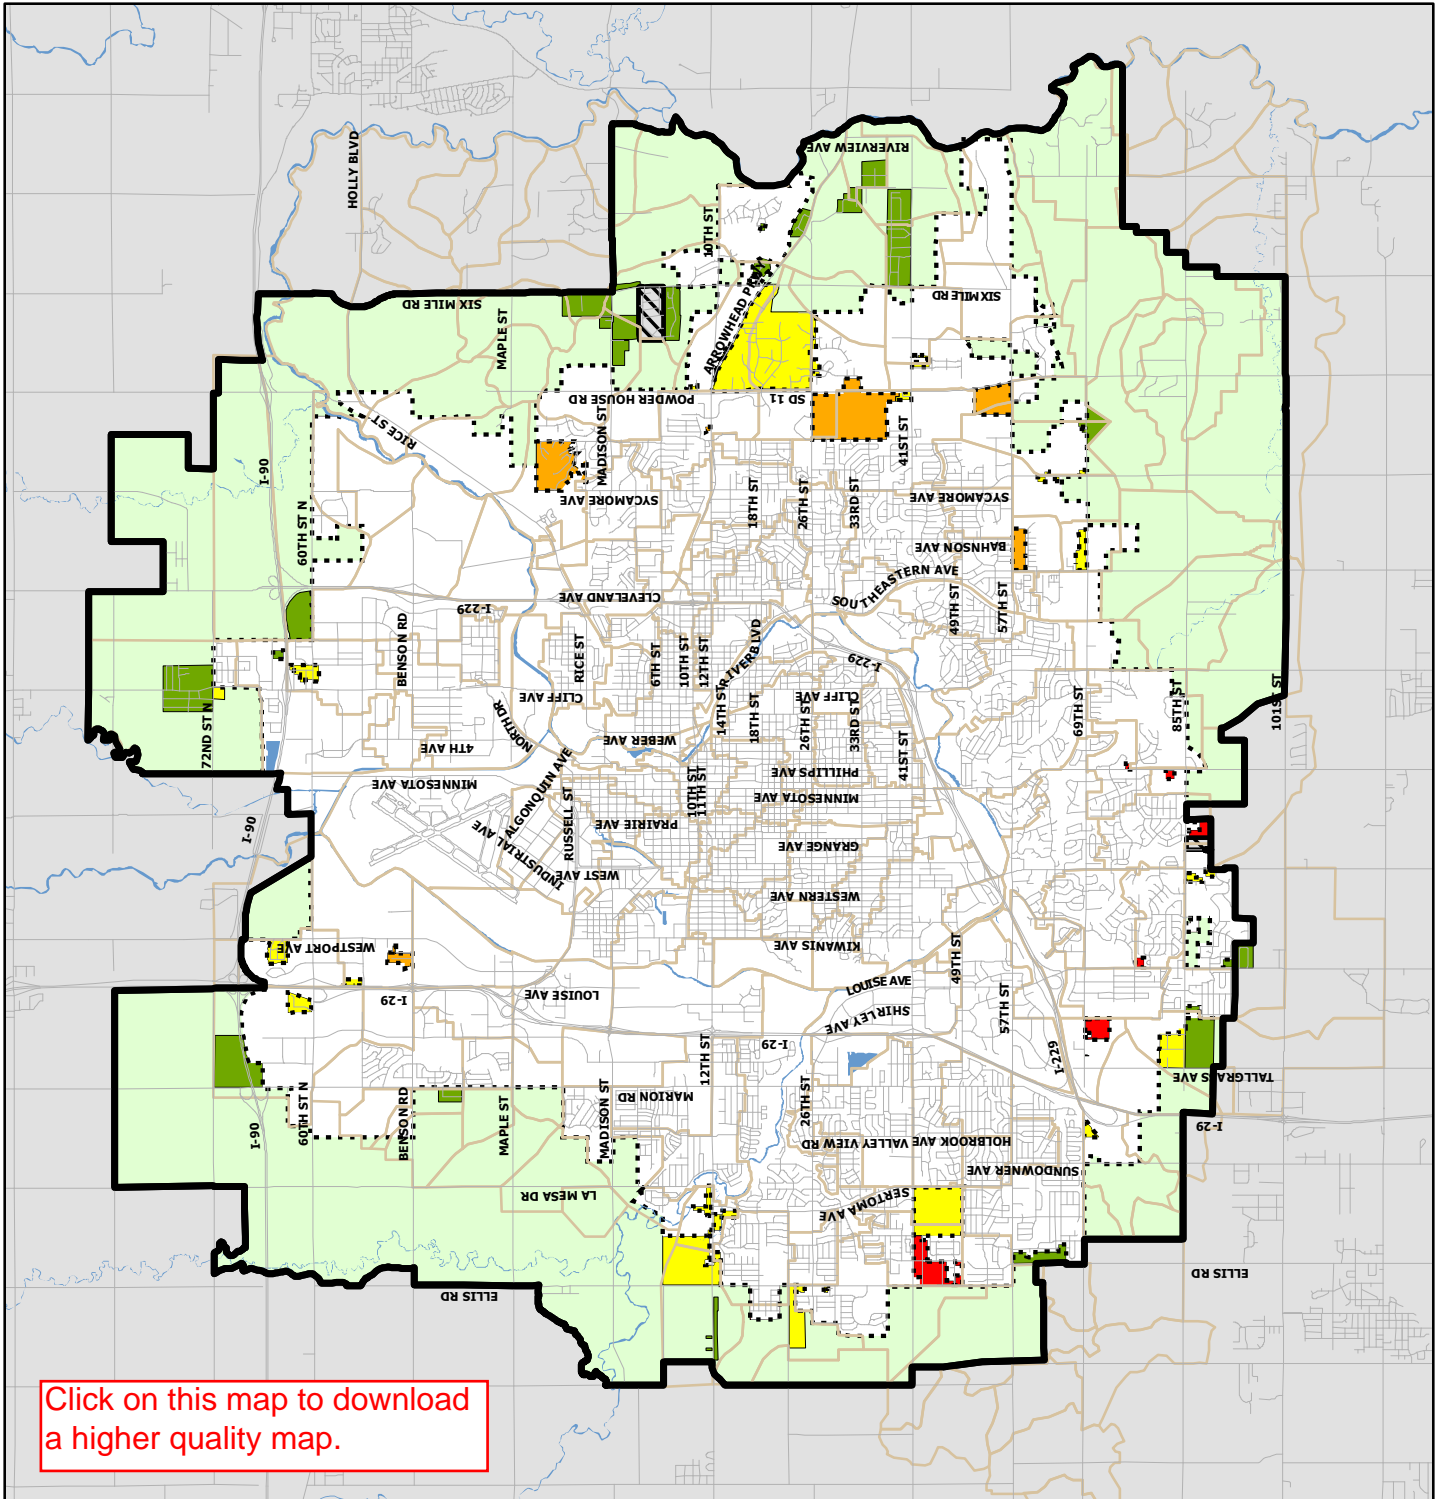 RIVERVIEW AVE
HOLLY BLVD
10TH ST
SIX MILE RD
SIX MILE RD
MAPLE ST
ARROWHEAD PKWY
POWDER HOUSE RD
SD 11
RICE ST
MADISON ST
41ST ST
I-90
SYCAMORE AVE
18TH ST
26TH ST
33RD ST
SYCAMORE AVE
60TH ST N
BAHNSON AVE
SOUTHEASTERN AVE
CLEVELAND AVE
I-229
49TH ST
57TH ST
BENSON RD
RICE ST
6TH ST
10TH ST
12TH ST
RIVER BLVD
I-229
CLIFF AVE
CLIFF AVE
14TH ST
18TH ST
26TH ST
33RD ST
69TH ST
85TH ST
101ST ST
72ND ST N
4TH AVE
NORTH DR
WEBER AVE
41ST ST
PHILLIPS AVE
MINNESOTA AVE
ALGONQUIN AVE
10TH ST
11TH ST
MINNESOTA AVE
I-90
INDUSTRIAL AVE
RUSSELL ST
PRAIRIE AVE
GRANGE AVE
WEST AVE
WESTERN AVE
WESTPORT AVE
KIWANIS AVE
49TH ST
I-29
LOUISE AVE
LOUISE AVE
SHIRLEY AVE
57TH ST
12TH ST
I-29
I-229
TALLGRASS AVE
60TH ST N
BENSON RD
MAPLE ST
MADISON ST
MARION RD
26TH ST
I-90
I-29
VALLEY VIEW RD
HOLBROOK AVE
SUNDOWNER AVE
LA MESA DR
SERTOMA AVE
ELLIS RD
ELLIS RD
Click on this map to download
a higher quality map.